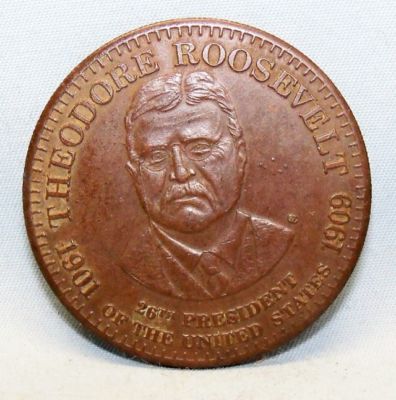 1901 THEODORE ROOSEVELT 1909
26TH PRESIDENT
OF THE UNITED STATES